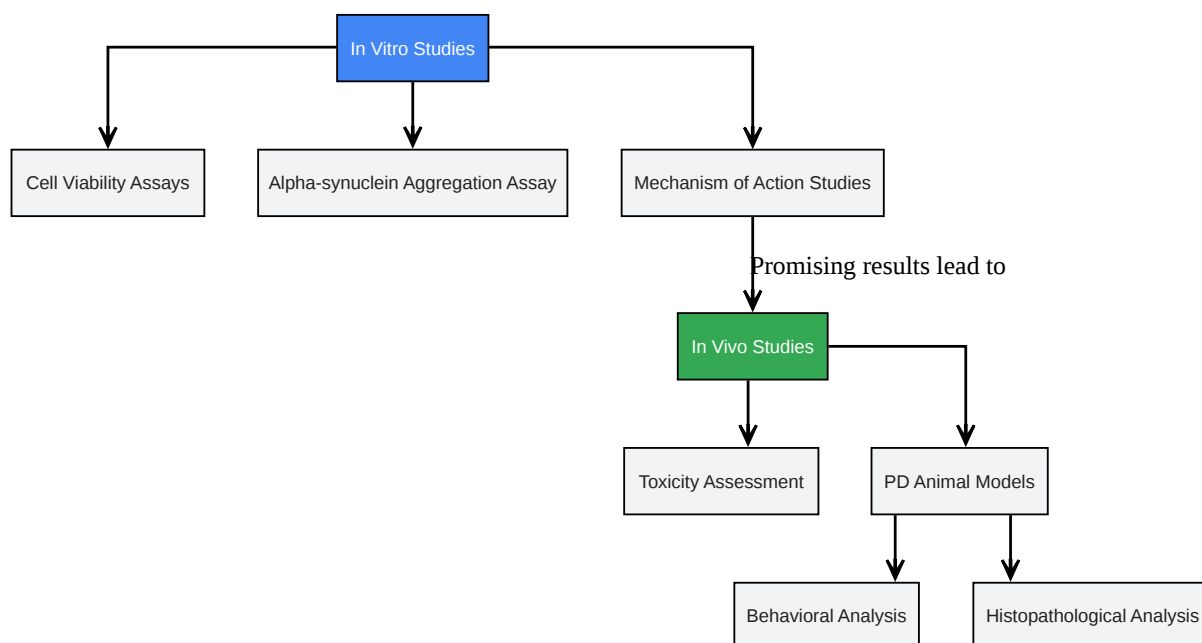 In Vitro Studies
Cell Viability Assays
Alpha-synuclein Aggregation Assay
Mechanism of Action Studies
Promising results lead to
In Vivo Studies
Toxicity Assessment
PD Animal Models
Behavioral Analysis
Histopathological Analysis